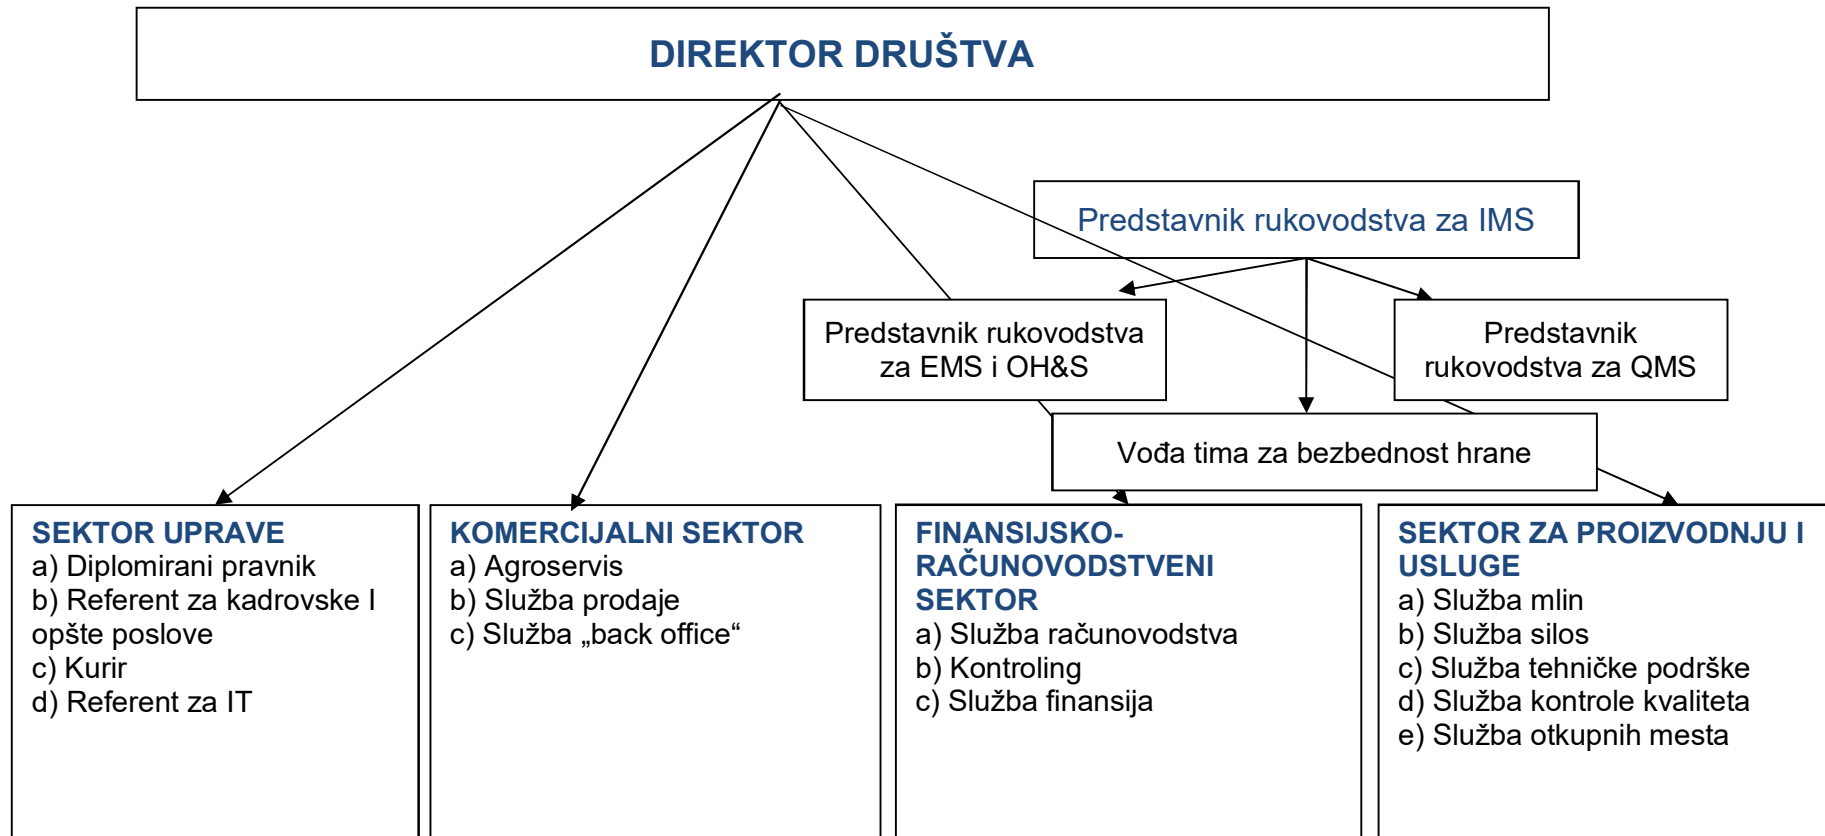 DIREKTOR DRUŠTVA
Predstavnik rukovodstva za IMS
Predstavnik rukovodstva
za EMS i OH&S
Predstavnik
rukovodstva za QMS
Vođa tima za bezbednost hrane
SEKTOR UPRAVE
a) Diplomirani pravnik
b) Referent za kadrovske I
opšte poslove
c) Kurir
d) Referent za IT
KOMERCIJALNI SEKTOR
a) Agroservis
b) Služba prodaje
c) Služba „back office“
FINANSIJSKO-
RAČUNOVODSTVENI
SEKTOR
a) Služba računovodstva
b) Kontroling
c) Služba finansija
SEKTOR ZA PROIZVODNJU I
USLUGE
a) Služba mlin
b) Služba silos
c) Služba tehničke podrške
d) Služba kontrole kvaliteta
e) Služba otkupnih mesta